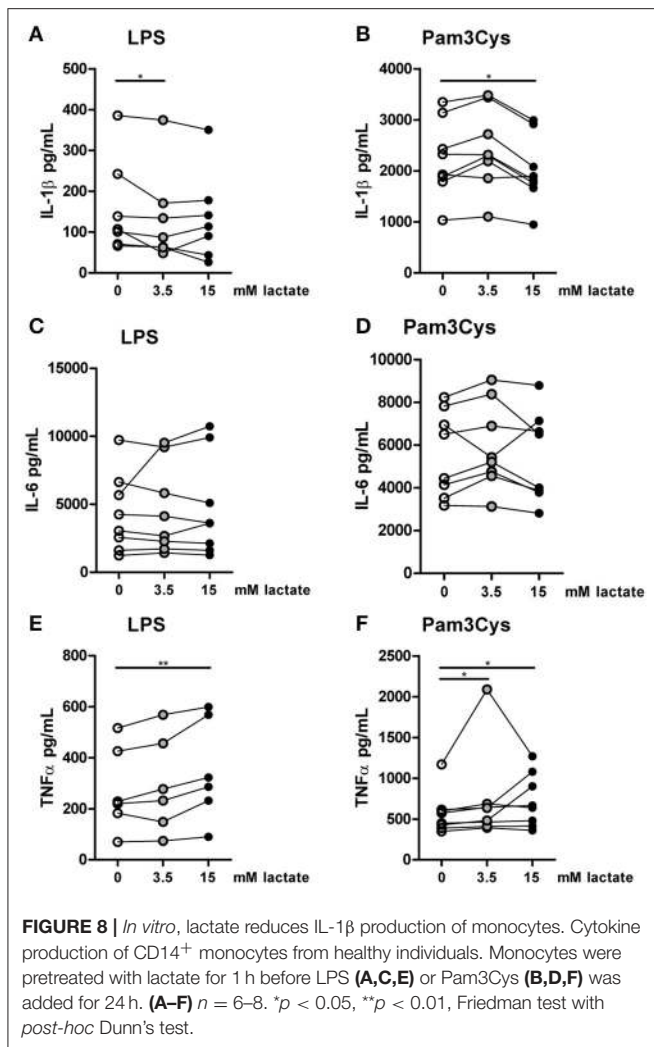 A LPS
500
400
300
200
100
0
IL-1β pg/mL
*
0 3.5 15 mM lactate
B Pam3Cys
4000
3000
2000
1000
0
IL-1β pg/mL
*
0 3.5 15 mM lactate
C LPS
15000
10000
5000
0
IL-6 pg/mL
0 3.5 15 mM lactate
D Pam3Cys
10000
8000
6000
4000
2000
0
IL-6 pg/mL
0 3.5 15 mM lactate
E LPS
800
600
400
200
0
TNFα pg/mL
**
0 3.5 15 mM lactate
F Pam3Cys
2500
2000
1500
1000
500
0
TNFα pg/mL
*
*
0 3.5 15 mM lactate
FIGURE 8 | In vitro, lactate reduces IL-1β production of monocytes. Cytokine
production of CD14⁺ monocytes from healthy individuals. Monocytes were
pretreated with lactate for 1 h before LPS (A,C,E) or Pam3Cys (B,D,F) was
added for 24 h. (A–F) n = 6–8. *p < 0.05, **p < 0.01, Friedman test with
post-hoc Dunn's test.